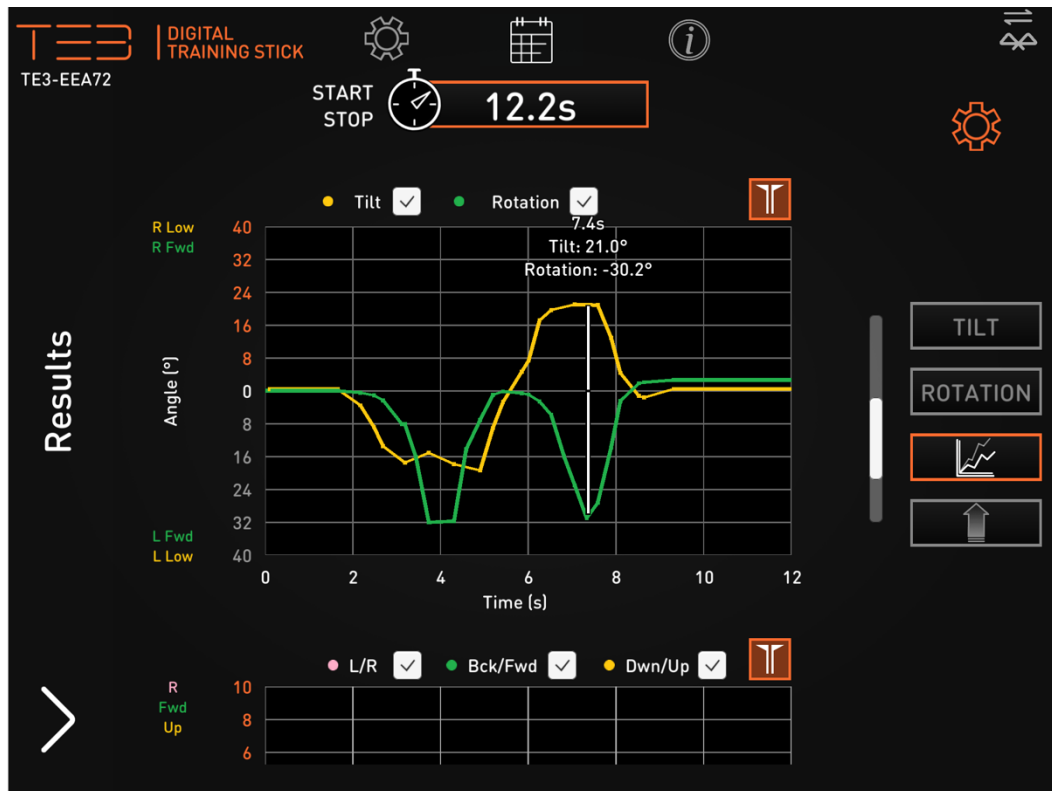 TE3
DIGITAL
TRAINING STICK
TE3-EEA72
START
STOP
12.2s
Tilt
Rotation
7.4s
Tilt: 21.0°
Rotation: -30.2°
R Low
R Fwd
40
32
24
16
8
0
8
16
24
32
40
Angle (°)
L Fwd
L Low
0 2 4 6 8 10 12
Time (s)
Results
TILT
ROTATION
L/R
Bck/Fwd
Dwn/Up
R
Fwd
Up
10
8
6